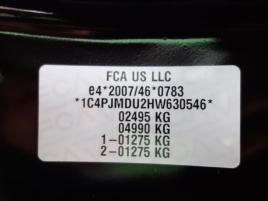 FCA US LLC
e4*2007/46*0783
*1C4PJMDU2HW630546*
02495 KG
04990 KG
1-01275 KG
2-01275 KG